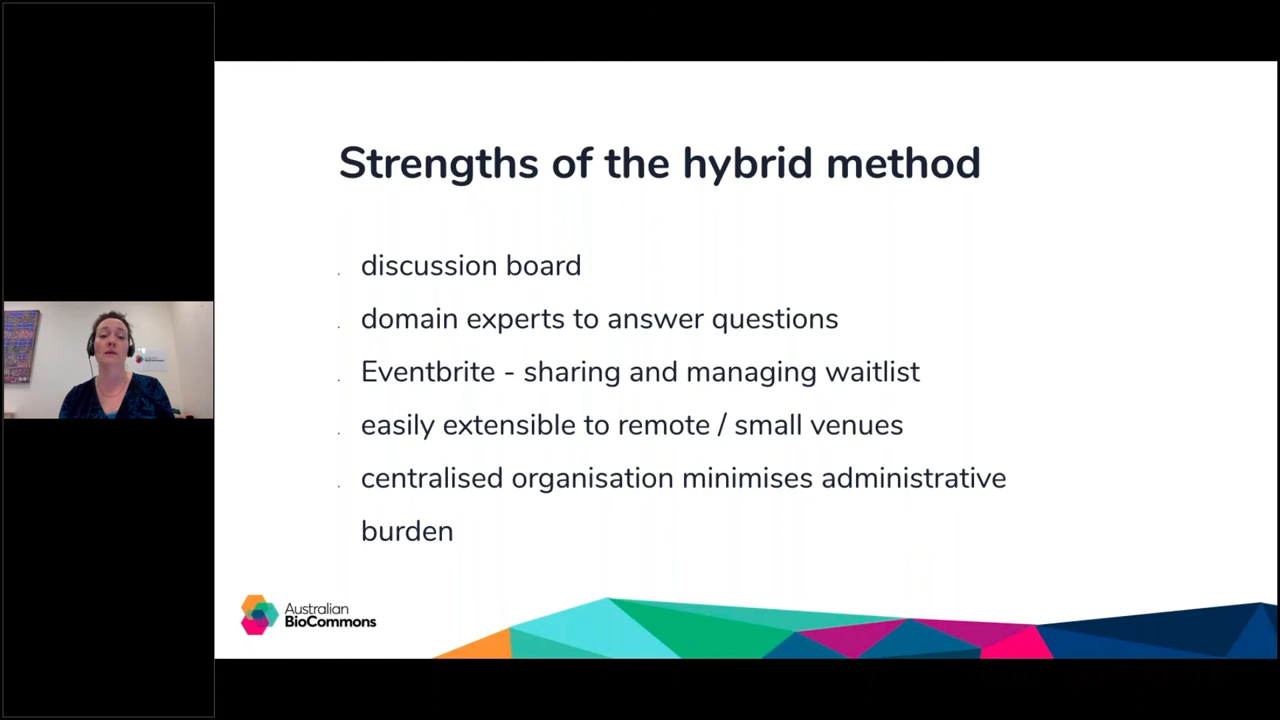 Strengths of the hybrid method
. discussion board
. domain experts to answer questions
. Eventbrite - sharing and managing waitlist
. easily extensible to remote / small venues
. centralised organisation minimises administrative
burden
Australian
BioCommons